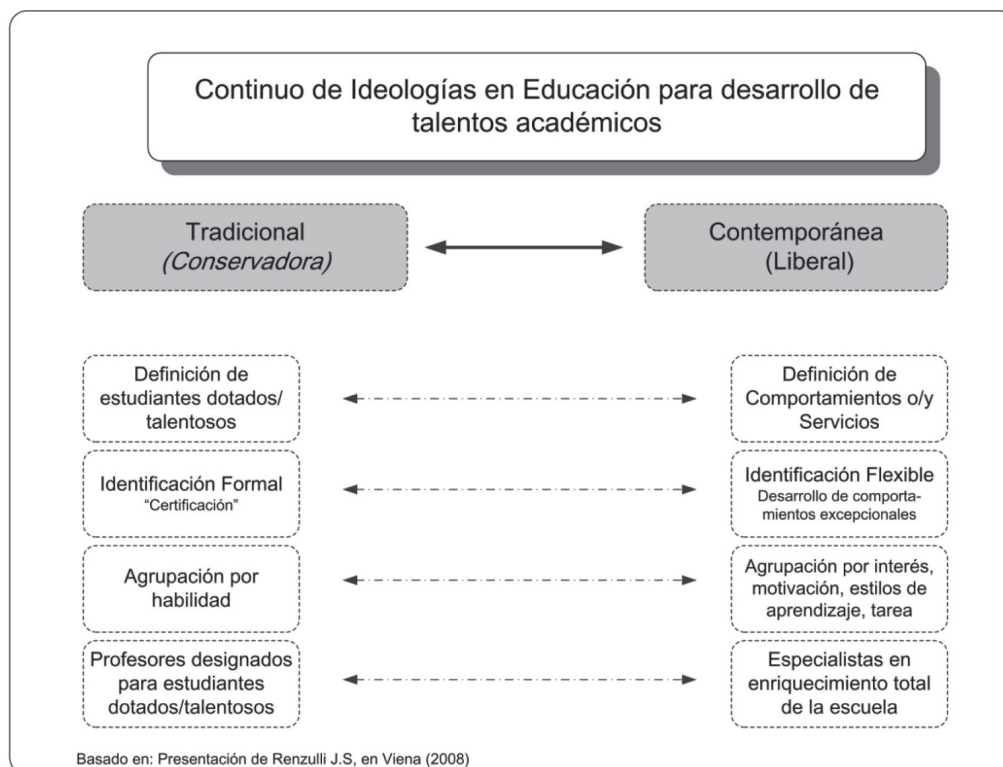 Continuo de Ideologías en Educación para desarrollo de
talentos académicos
Tradicional
(Conservadora)
Contemporánea
(Liberal)
Definición de
estudiantes dotados/
talentosos
Definición de
Comportamientos o/y
Servicios
Identificación Formal
“Certificación”
Identificación Flexible
Desarrollo de comporta-
mientos excepcionales
Agrupación por
habilidad
Agrupación por interés,
motivación, estilos de
aprendizaje, tarea
Profesores designados
para estudiantes
dotados/talentosos
Especialistas en
enriquecimiento total
de la escuela
Basado en: Presentación de Renzulli J.S, en Viena (2008)